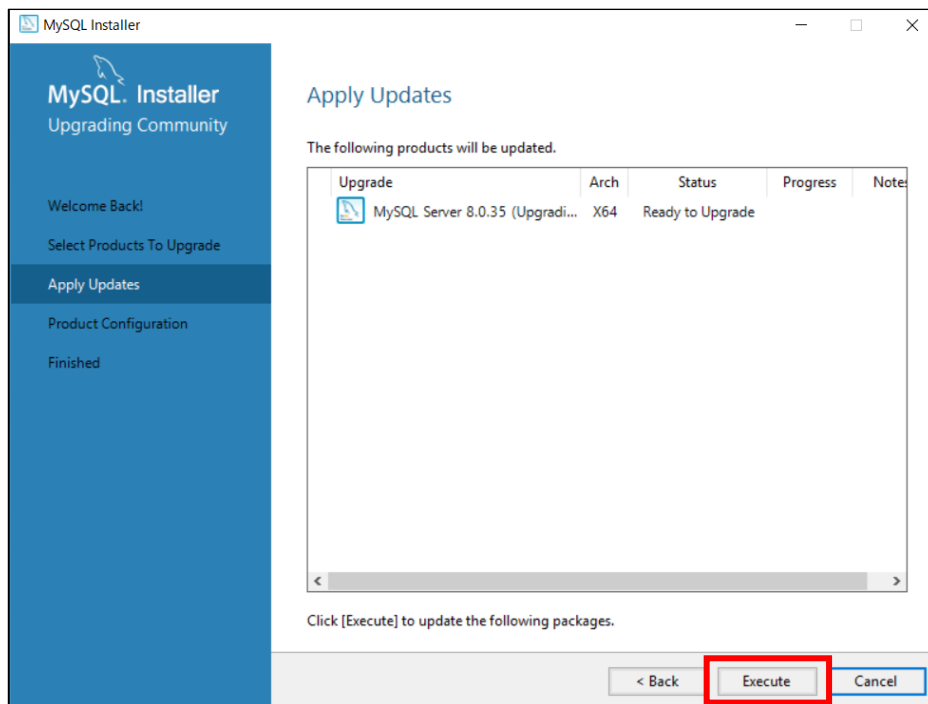 MySQL Installer
MySQL. Installer
Upgrading Community
Welcome Back!
Select Products To Upgrade
Apply Updates
Product Configuration
Finished
Apply Updates
The following products will be updated.
Upgrade Arch Status Progress Notes
MySQL Server 8.0.35 (Upgradi... X64 Ready to Upgrade
Click [Execute] to update the following packages.
< Back Execute Cancel